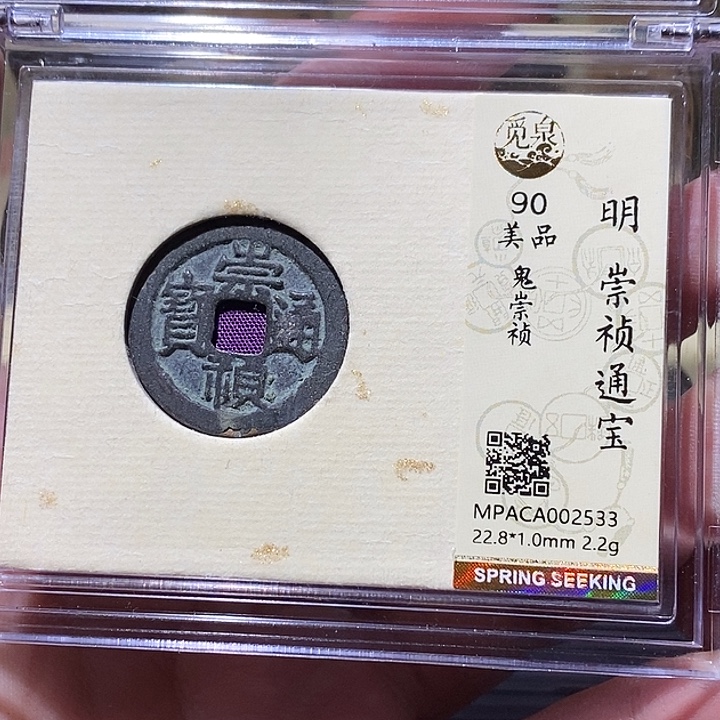 崇禎通寳
觅泉
90
美品
鬼崇祯
明 崇祯通宝
MPACA002533
22.8*1.0mm 2.2g
SPRING SEEKING